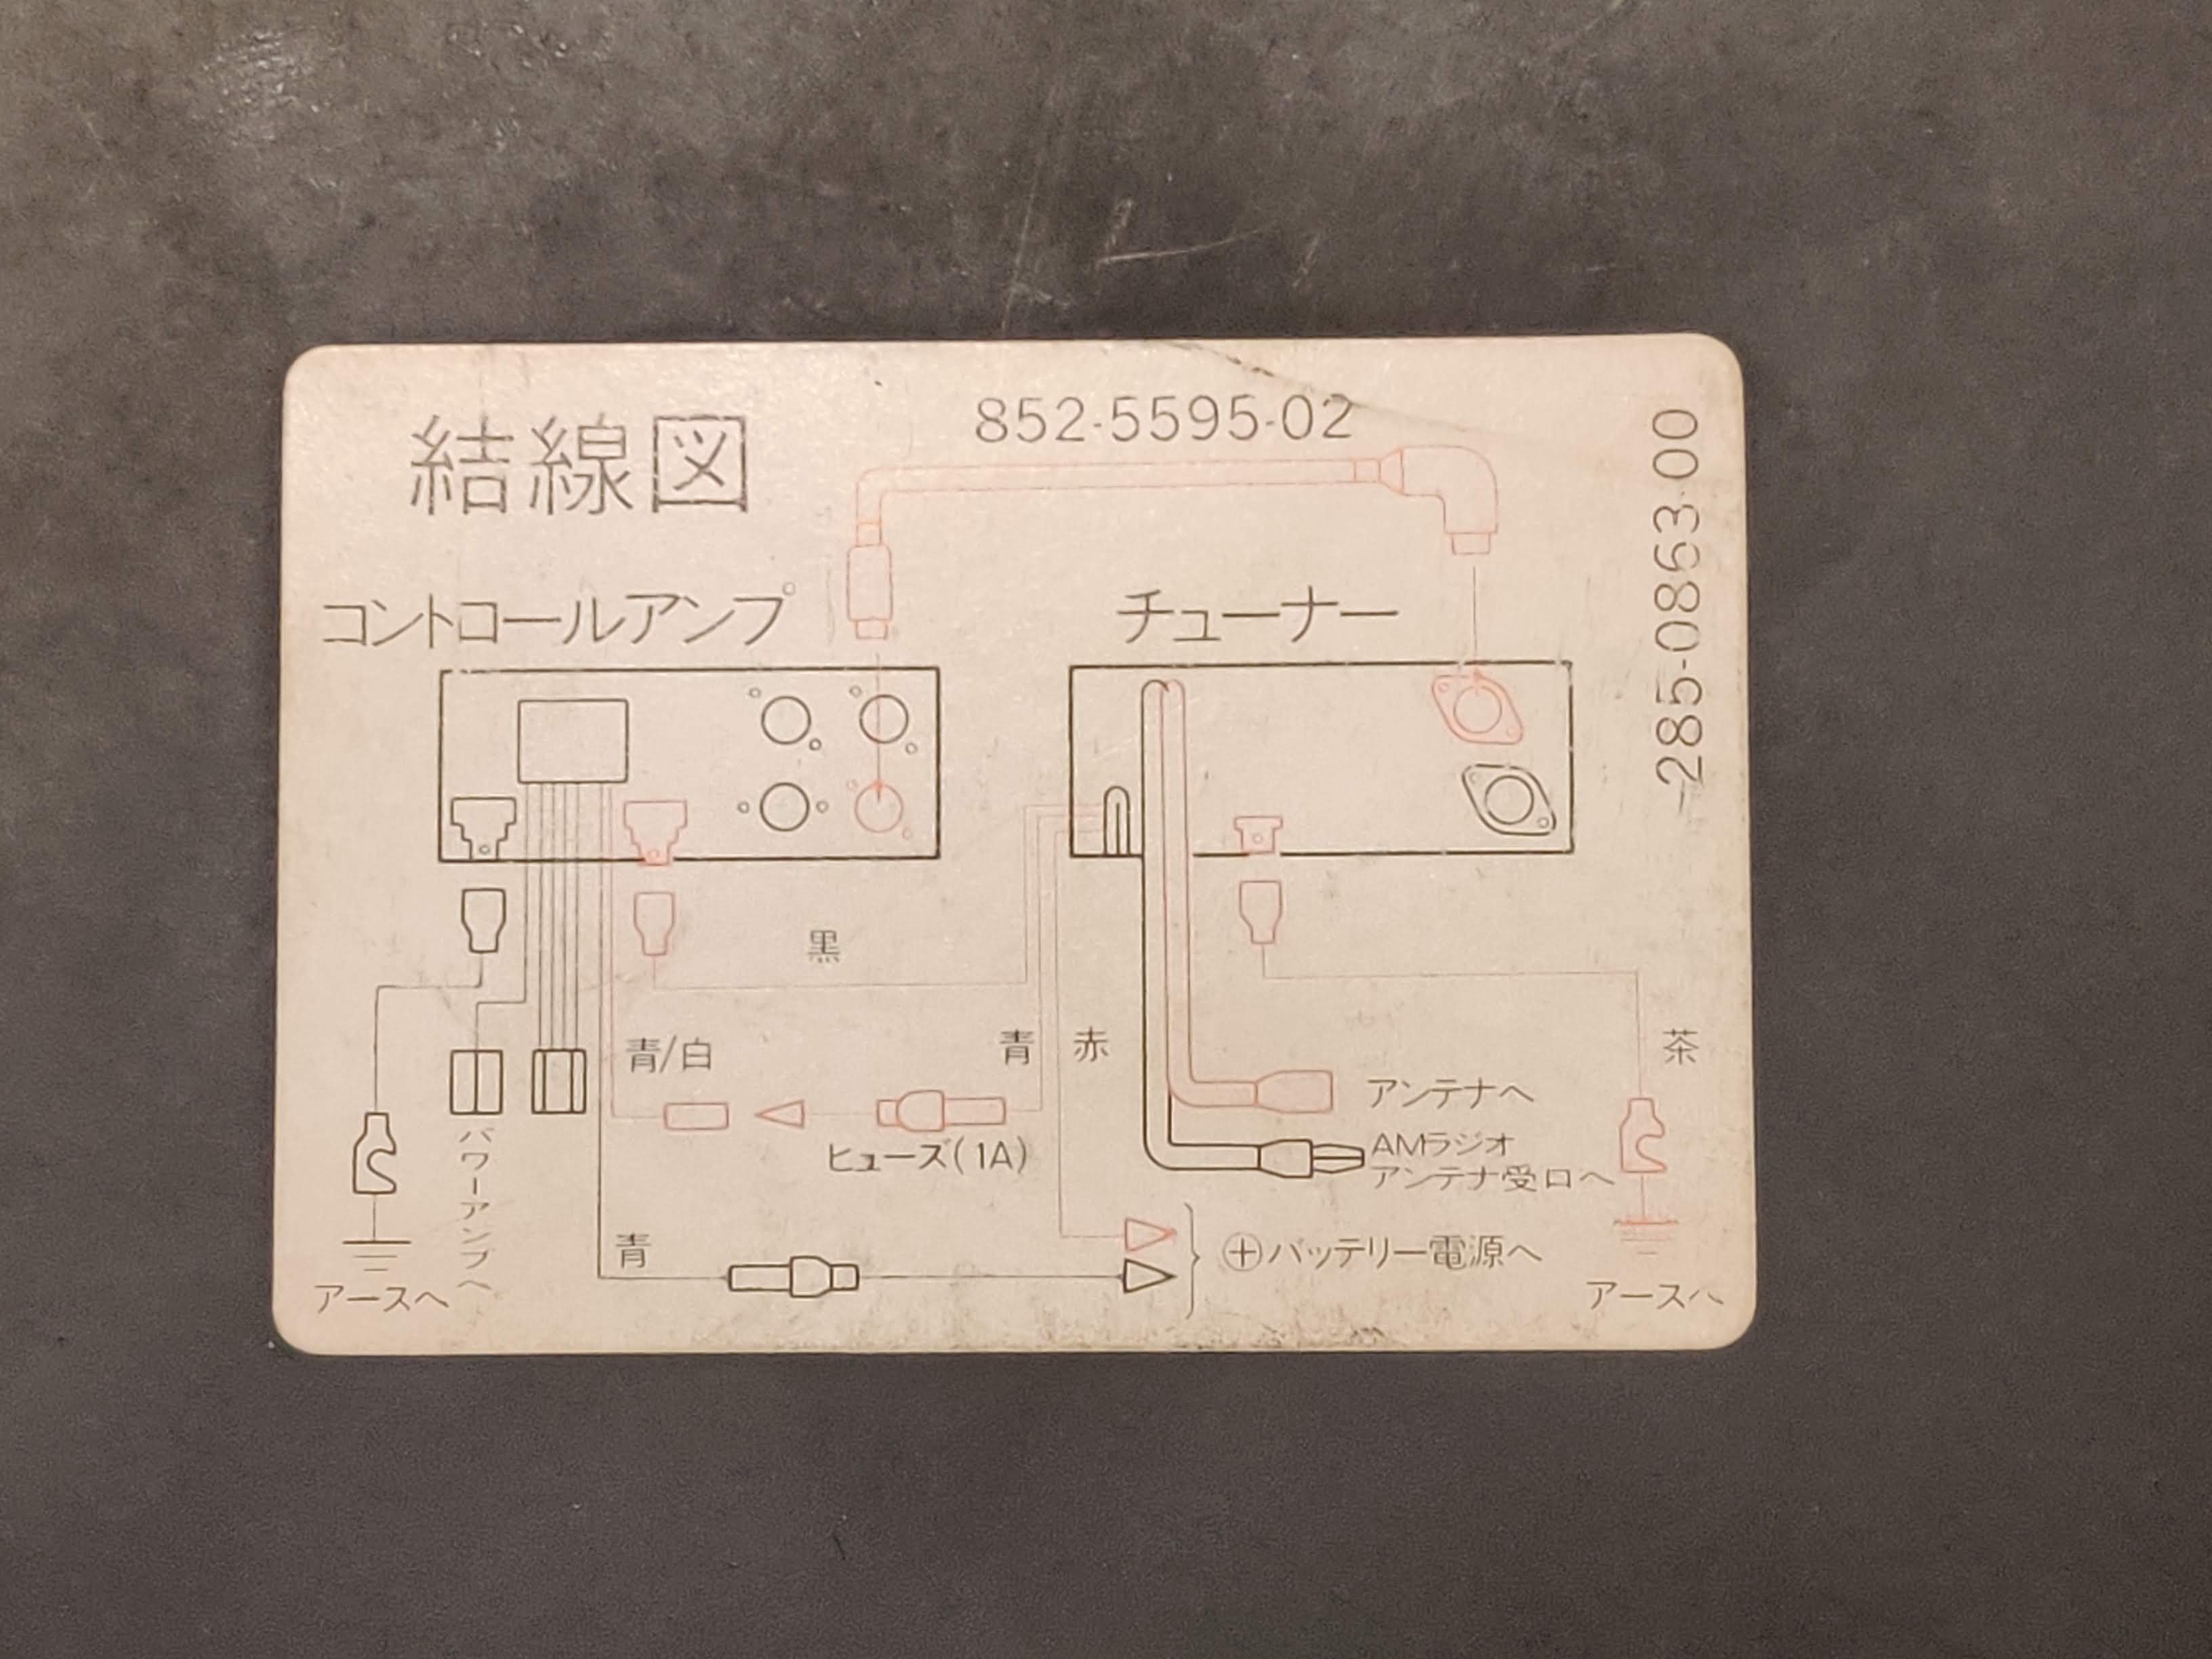 結線図
852-5595-02
285-0863-00
コントロールアンプ
チューナー
黒
青/白
青
赤
茶
アンテナへ
AMラジオ
アンテナ受口へ
ヒューズ(1A)
パワーアンプへ
青
⊕バッテリー電源へ
アースへ
アースへ